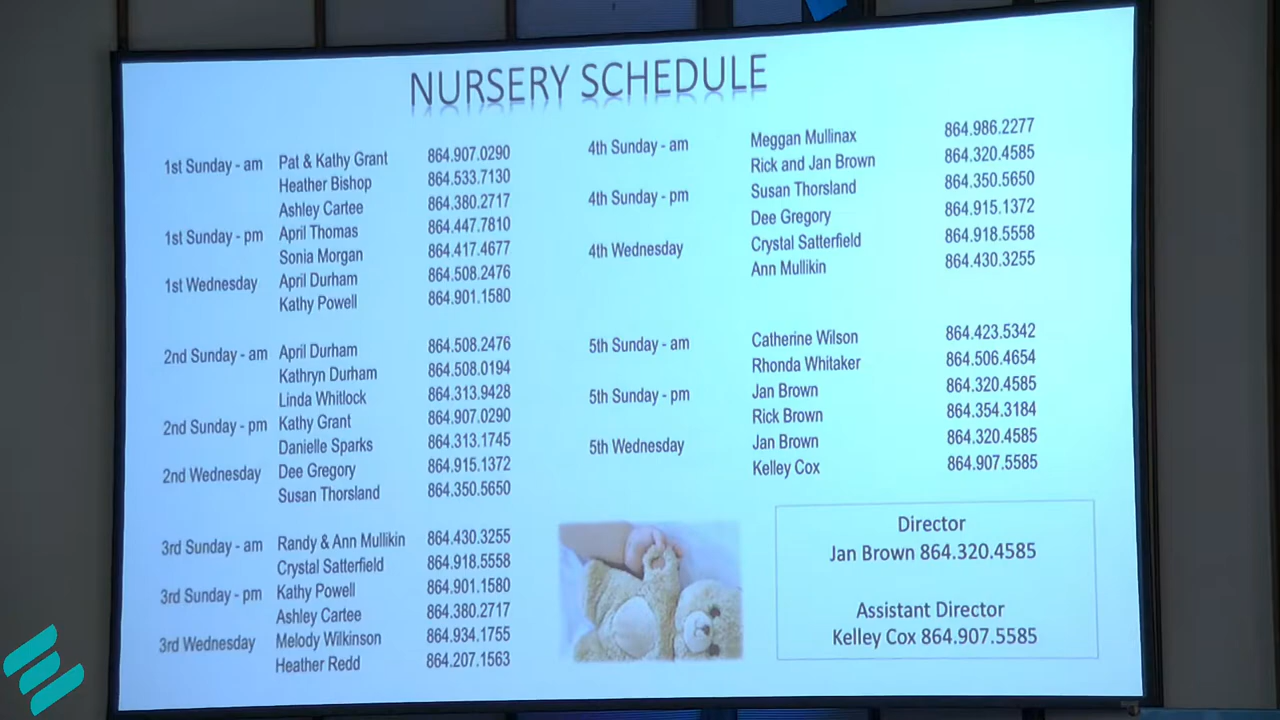 NURSERY SCHEDULE
1st Sunday - am Pat & Kathy Grant 864.907.0290
Heather Bishop 864.533.7130
Ashley Cartee 864.380.2717
1st Sunday - pm April Thomas 864.447.7810
Sonia Morgan 864.417.4677
1st Wednesday April Durham 864.508.2476
Kathy Powell 864.901.1580
2nd Sunday - am April Durham 864.508.2476
Kathryn Durham 864.508.0194
Linda Whitlock 864.313.9428
2nd Sunday - pm Kathy Grant 864.907.0290
Danielle Sparks 864.313.1745
2nd Wednesday Dee Gregory 864.915.1372
Susan Thorsland 864.350.5650
3rd Sunday - am Randy & Ann Mullikin 864.430.3255
Crystal Satterfield 864.918.5558
3rd Sunday - pm Kathy Powell 864.901.1580
Ashley Cartee 864.380.2717
3rd Wednesday Melody Wilkinson 864.934.1755
Heather Redd 864.207.1563
4th Sunday - am Meggan Mullinax 864.986.2277
Rick and Jan Brown 864.320.4585
4th Sunday - pm Susan Thorsland 864.350.5650
Dee Gregory 864.915.1372
4th Wednesday Crystal Satterfield 864.918.5558
Ann Mullikin 864.430.3255
5th Sunday - am Catherine Wilson 864.423.5342
Rhonda Whitaker 864.506.4654
5th Sunday - pm Jan Brown 864.320.4585
Rick Brown 864.354.3184
5th Wednesday Jan Brown 864.320.4585
Kelley Cox 864.907.5585
Director
Jan Brown 864.320.4585
Assistant Director
Kelley Cox 864.907.5585